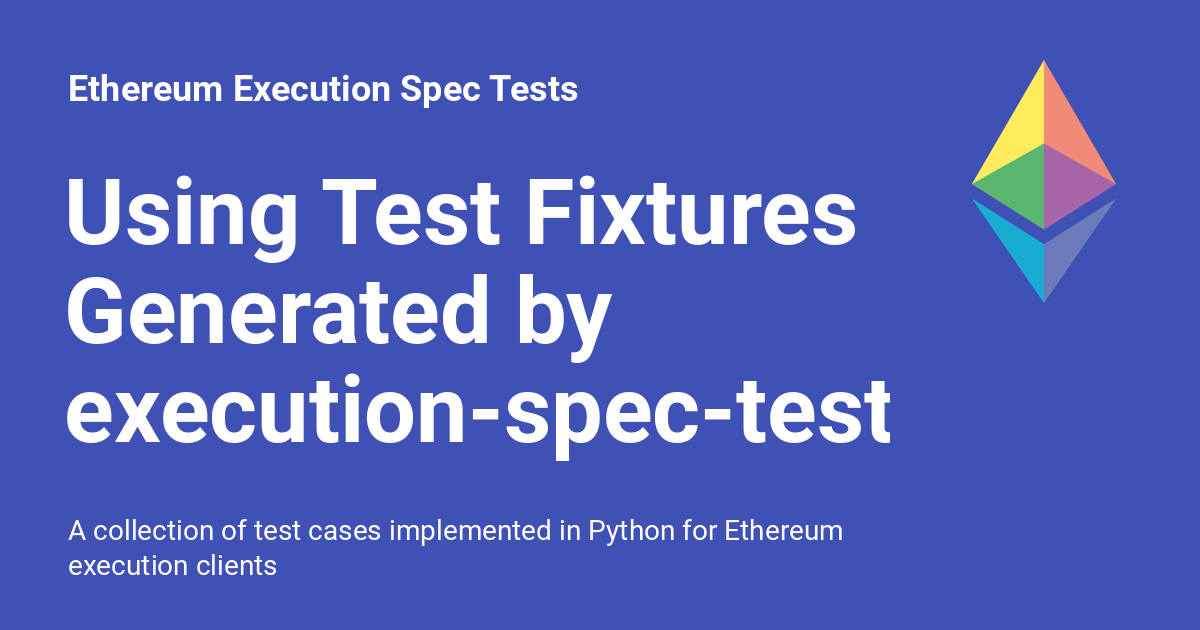 Ethereum Execution Spec Tests
Using Test Fixtures
Generated by
execution-spec-test
A collection of test cases implemented in Python for Ethereum
execution clients